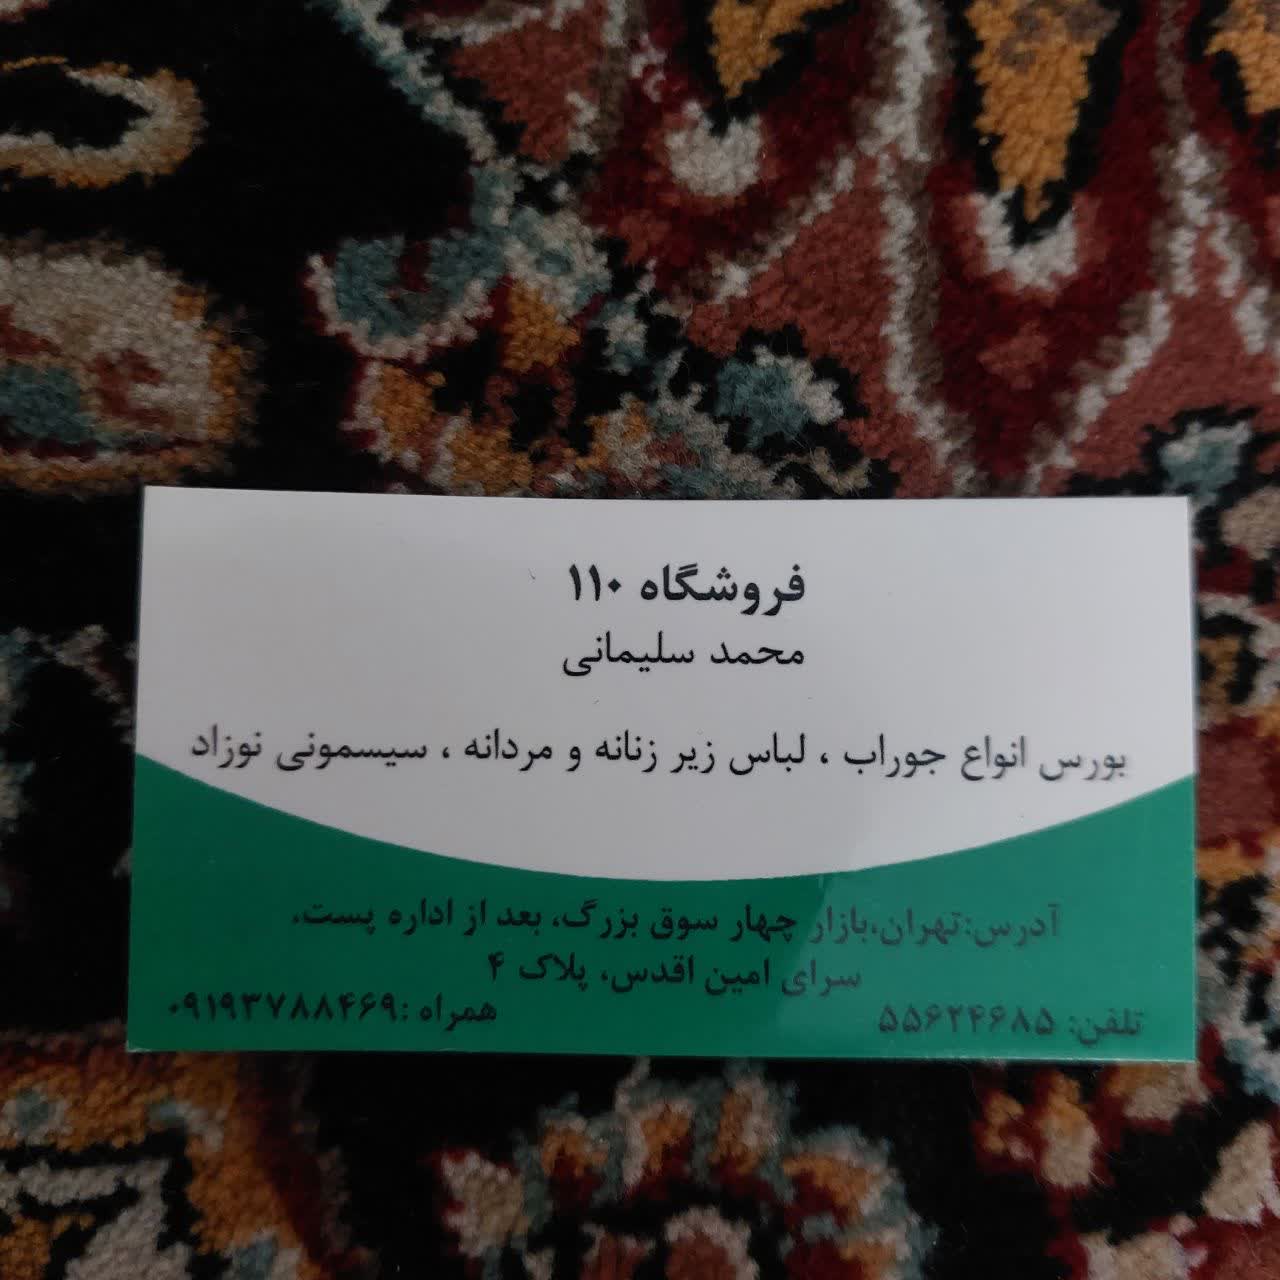 فروشگاه ۱۱۰
محمد سلیمانی
بورس انواع جوراب ، لباس زیر زنانه و مردانه ، سیسمونی نوزاد
آدرس:تهران،بازار چهار سوق بزرگ، بعد از اداره پست،
سرای امین اقدس، پلاک ۴
تلفن: ۵۵۶۲۴۶۸۵ همراه :۰۹۱۹۳۷۸۸۴۶۹